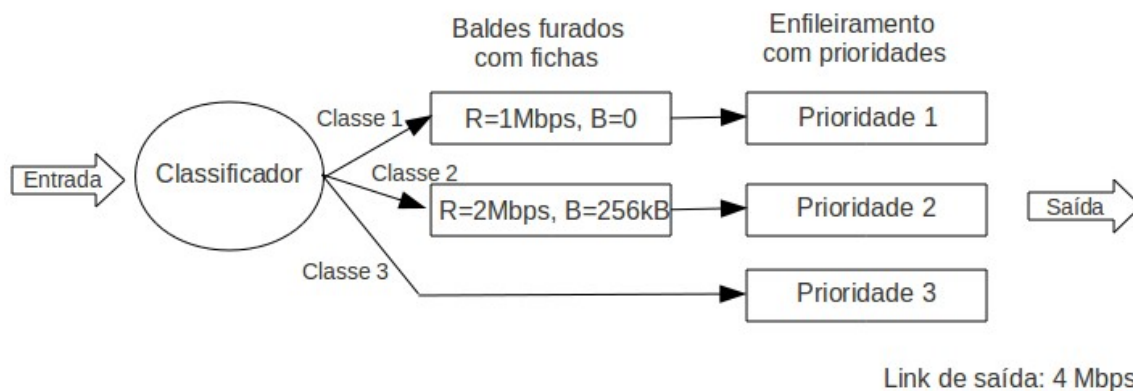 Baldes furados
com fichas
Enfileiramento
com prioridades
Classe 1
R=1Mbps, B=0
Prioridade 1
Entrada
Classificador
Classe 2
R=2Mbps, B=256kB
Prioridade 2
Saída
Classe 3
Prioridade 3
Link de saída: 4 Mbps